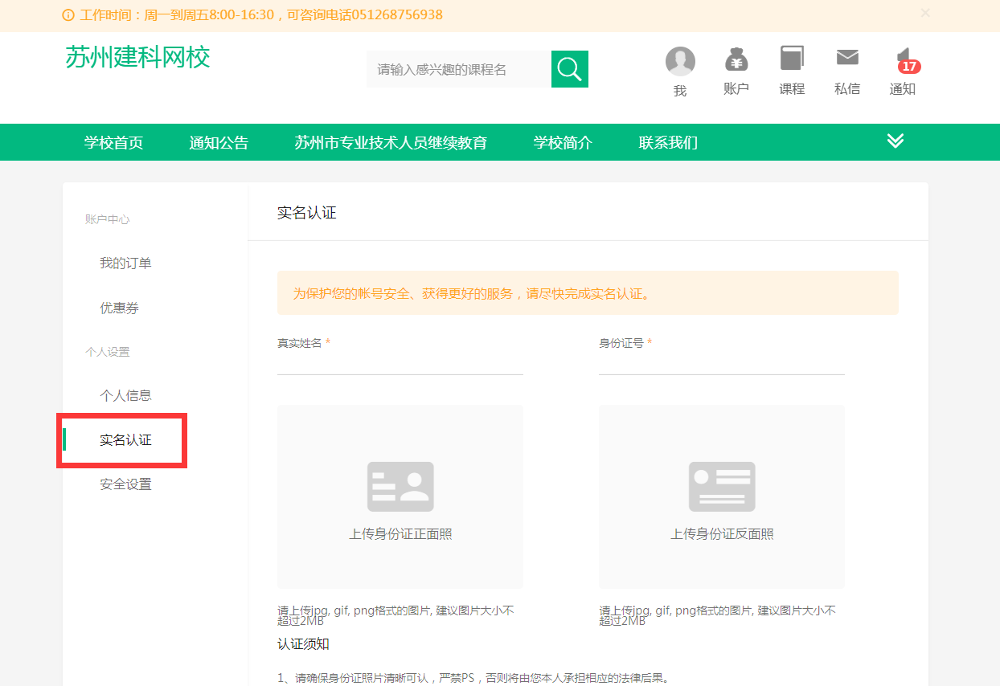 工作时间：周一到周五8:00-16:30，可咨询电话051268756938
苏州建科网校
请输入感兴趣的课程名
我
账户
课程
私信
17
通知
学校首页 通知公告 苏州市专业技术人员继续教育 学校简介 联系我们
账户中心
我的订单
优惠券
个人设置
个人信息
实名认证
安全设置
实名认证
为保护您的帐号安全、获得更好的服务，请尽快完成实名认证。
真实姓名 *
身份证号 *
上传身份证正面照
上传身份证反面照
请上传jpg, gif, png格式的图片, 建议图片大小不
超过2MB
请上传jpg, gif, png格式的图片, 建议图片大小不
超过2MB
认证须知
1、请确保身份证照片清晰可认，严禁PS，否则将由您本人承担相应的法律后果。